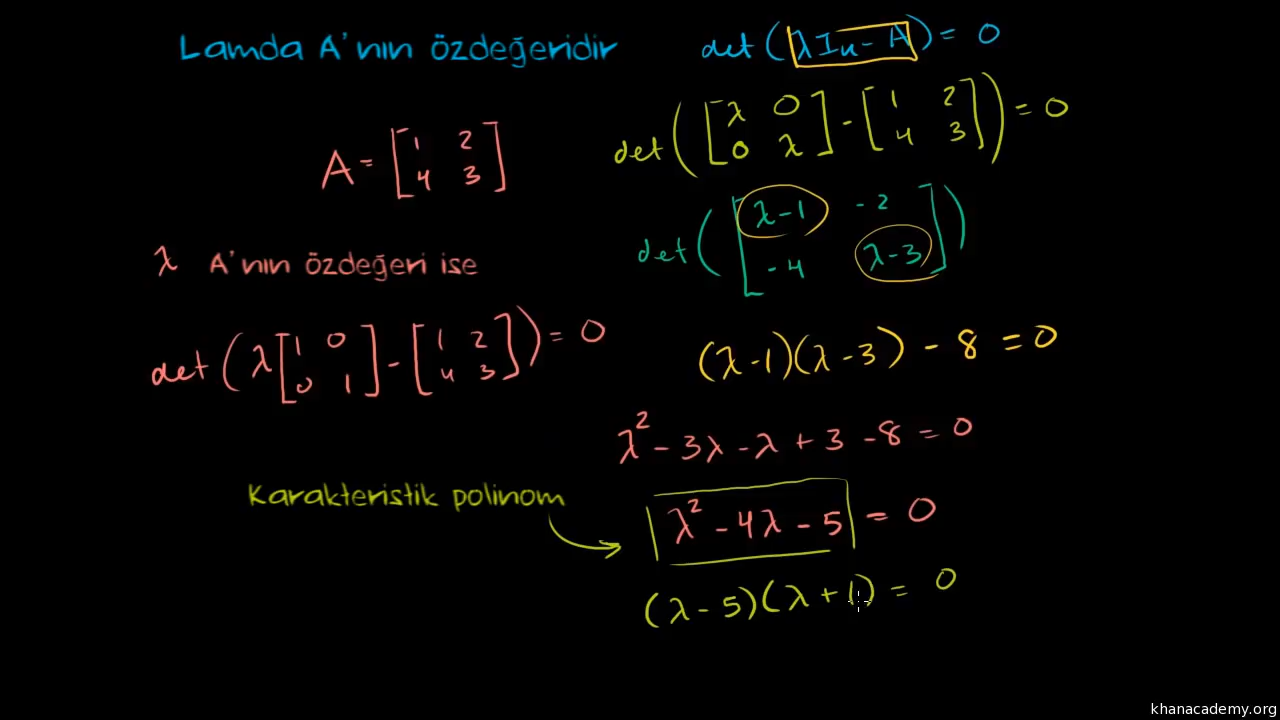 Lamda A'nın özdeğeridir
det (λIₙ - A) = 0
A = [1 2
4 3]
det ([λ 0
0 λ] - [1 2
4 3]) = 0
det ([λ-1 -2
-4 λ-3])
λ A'nın özdeğeri ise
det (λ[1 0
0 1] - [1 2
4 3]) = 0
(λ-1)(λ-3) - 8 = 0
λ² - 3λ - λ + 3 - 8 = 0
Karakteristik polinom
λ² - 4λ - 5 = 0
(λ - 5)(λ + 1) = 0
khanacademy.org